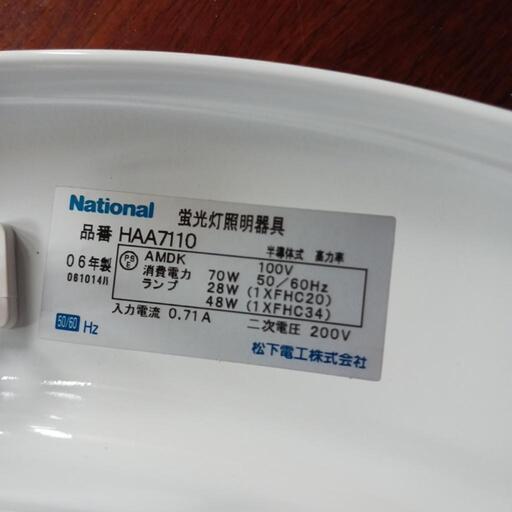 National 蛍光灯照明器具
品番 HAA7110 半導体式 高力率
06年製 PSE AMDK 100V
061014ﾊ 消費電力 70W 50/60Hz
ランプ 28W (1XFHC20)
48W (1XFHC34)
入力電流 0.71A 二次電圧 200V
50/60 Hz
松下電工株式会社